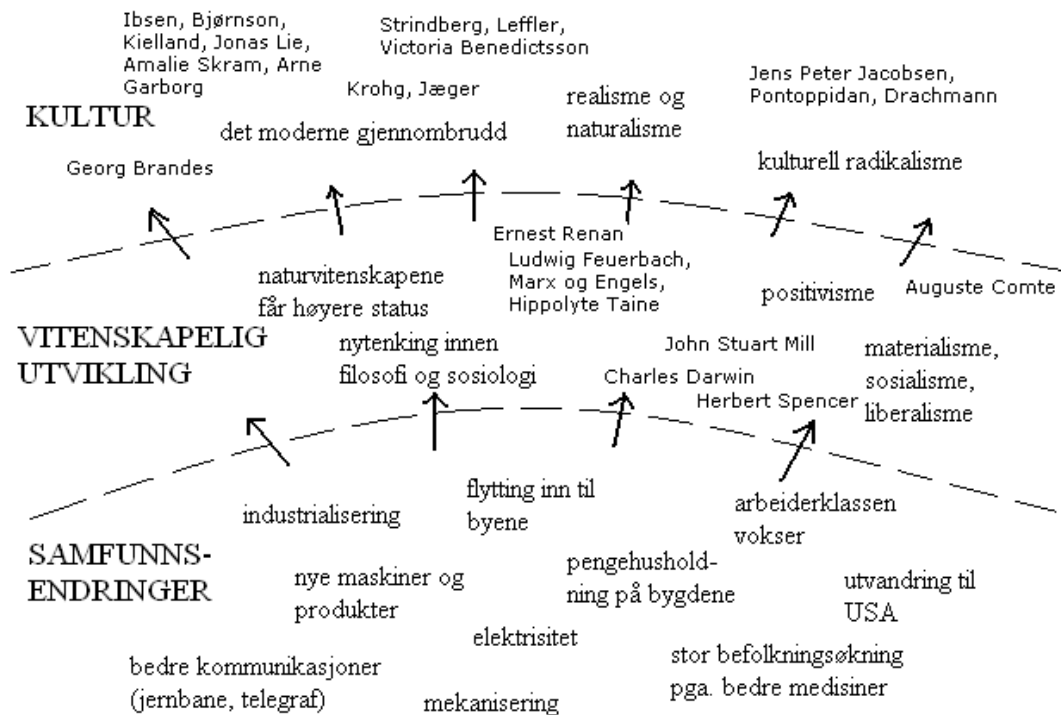 Ibsen, Bjørnson,
Kielland, Jonas Lie,
Amalie Skram, Arne
Garborg
Strindberg, Leffler,
Victoria Benedictsson
Krohg, Jæger
realisme og
naturalisme
Jens Peter Jacobsen,
Pontoppidan, Drachmann
KULTUR
det moderne gjennombrudd
kulturell radikalisme
Georg Brandes
Ernest Renan
Ludwig Feuerbach,
Marx og Engels,
Hippolyte Taine
naturvitenskapene
får høyere status
positivisme
Auguste Comte
VITENSKAPELIG
UTVIKLING
nytenking innen
filosofi og sosiologi
John Stuart Mill
Charles Darwin
Herbert Spencer
materialisme,
sosialisme,
liberalisme
industrialisering
flytting inn til
byene
arbeiderklassen
vokser
SAMFUNNS-
ENDRINGER
nye maskiner og
produkter
pengehushold-
ning på bygdene
utvandring til
USA
elektrisitet
bedre kommunikasjoner
(jernbane, telegraf)
mekanisering
stor befolkningsøkning
pga. bedre medisiner